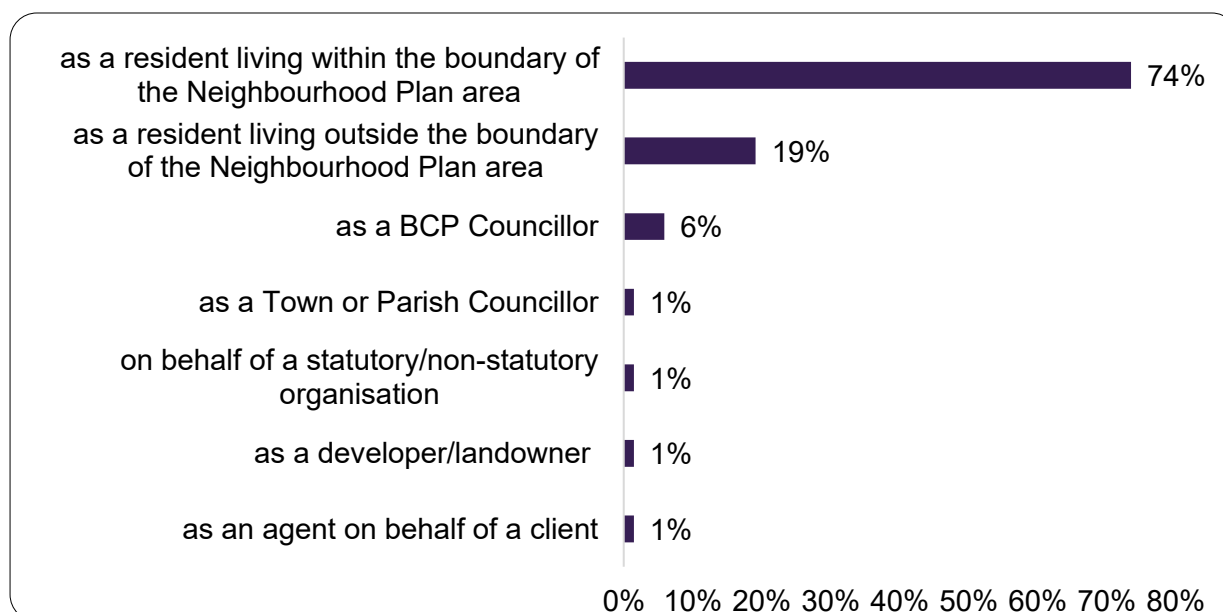 as a resident living within the boundary of
the Neighbourhood Plan area
74%
as a resident living outside the boundary
of the Neighbourhood Plan area
19%
as a BCP Councillor
6%
as a Town or Parish Councillor
1%
on behalf of a statutory/non-statutory
organisation
1%
as a developer/landowner
1%
as an agent on behalf of a client
1%
0% 10% 20% 30% 40% 50% 60% 70% 80%